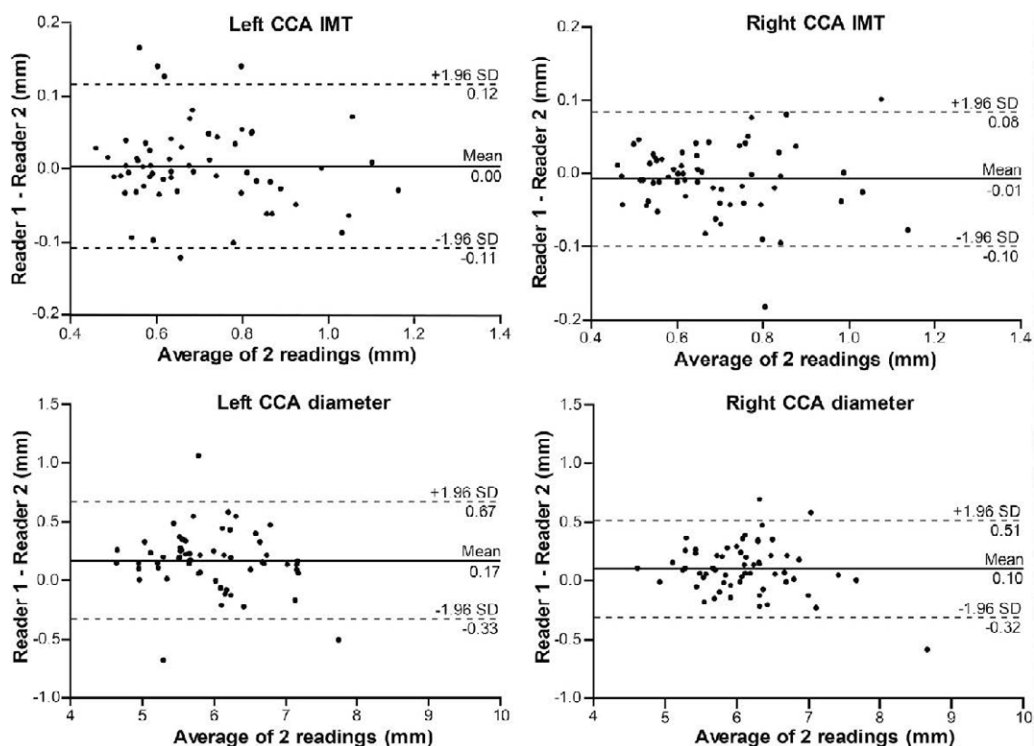 Left CCA IMT
Reader 1 - Reader 2 (mm)
0.2
0.1
0.0
-0.1
-0.2
+1.96 SD
0.12
Mean
0.00
-1.96 SD
-0.11
0.4 0.6 0.8 1.0 1.2 1.4
Average of 2 readings (mm)
Right CCA IMT
Reader 1 - Reader 2 (mm)
0.2
0.1
0.0
-0.1
-0.2
+1.96 SD
0.08
Mean
-0.01
-1.96 SD
-0.10
0.4 0.6 0.8 1.0 1.2 1.4
Average of 2 readings (mm)
Left CCA diameter
Reader 1 - Reader 2 (mm)
1.5
1.0
0.5
0.0
-0.5
-1.0
+1.96 SD
0.67
Mean
0.17
-1.96 SD
-0.33
4 5 6 7 8 9 10
Average of 2 readings (mm)
Right CCA diameter
Reader 1 - Reader 2 (mm)
1.5
1.0
0.5
0.0
-0.5
-1.0
+1.96 SD
0.51
Mean
0.10
-1.96 SD
-0.32
4 5 6 7 8 9 10
Average of 2 readings (mm)